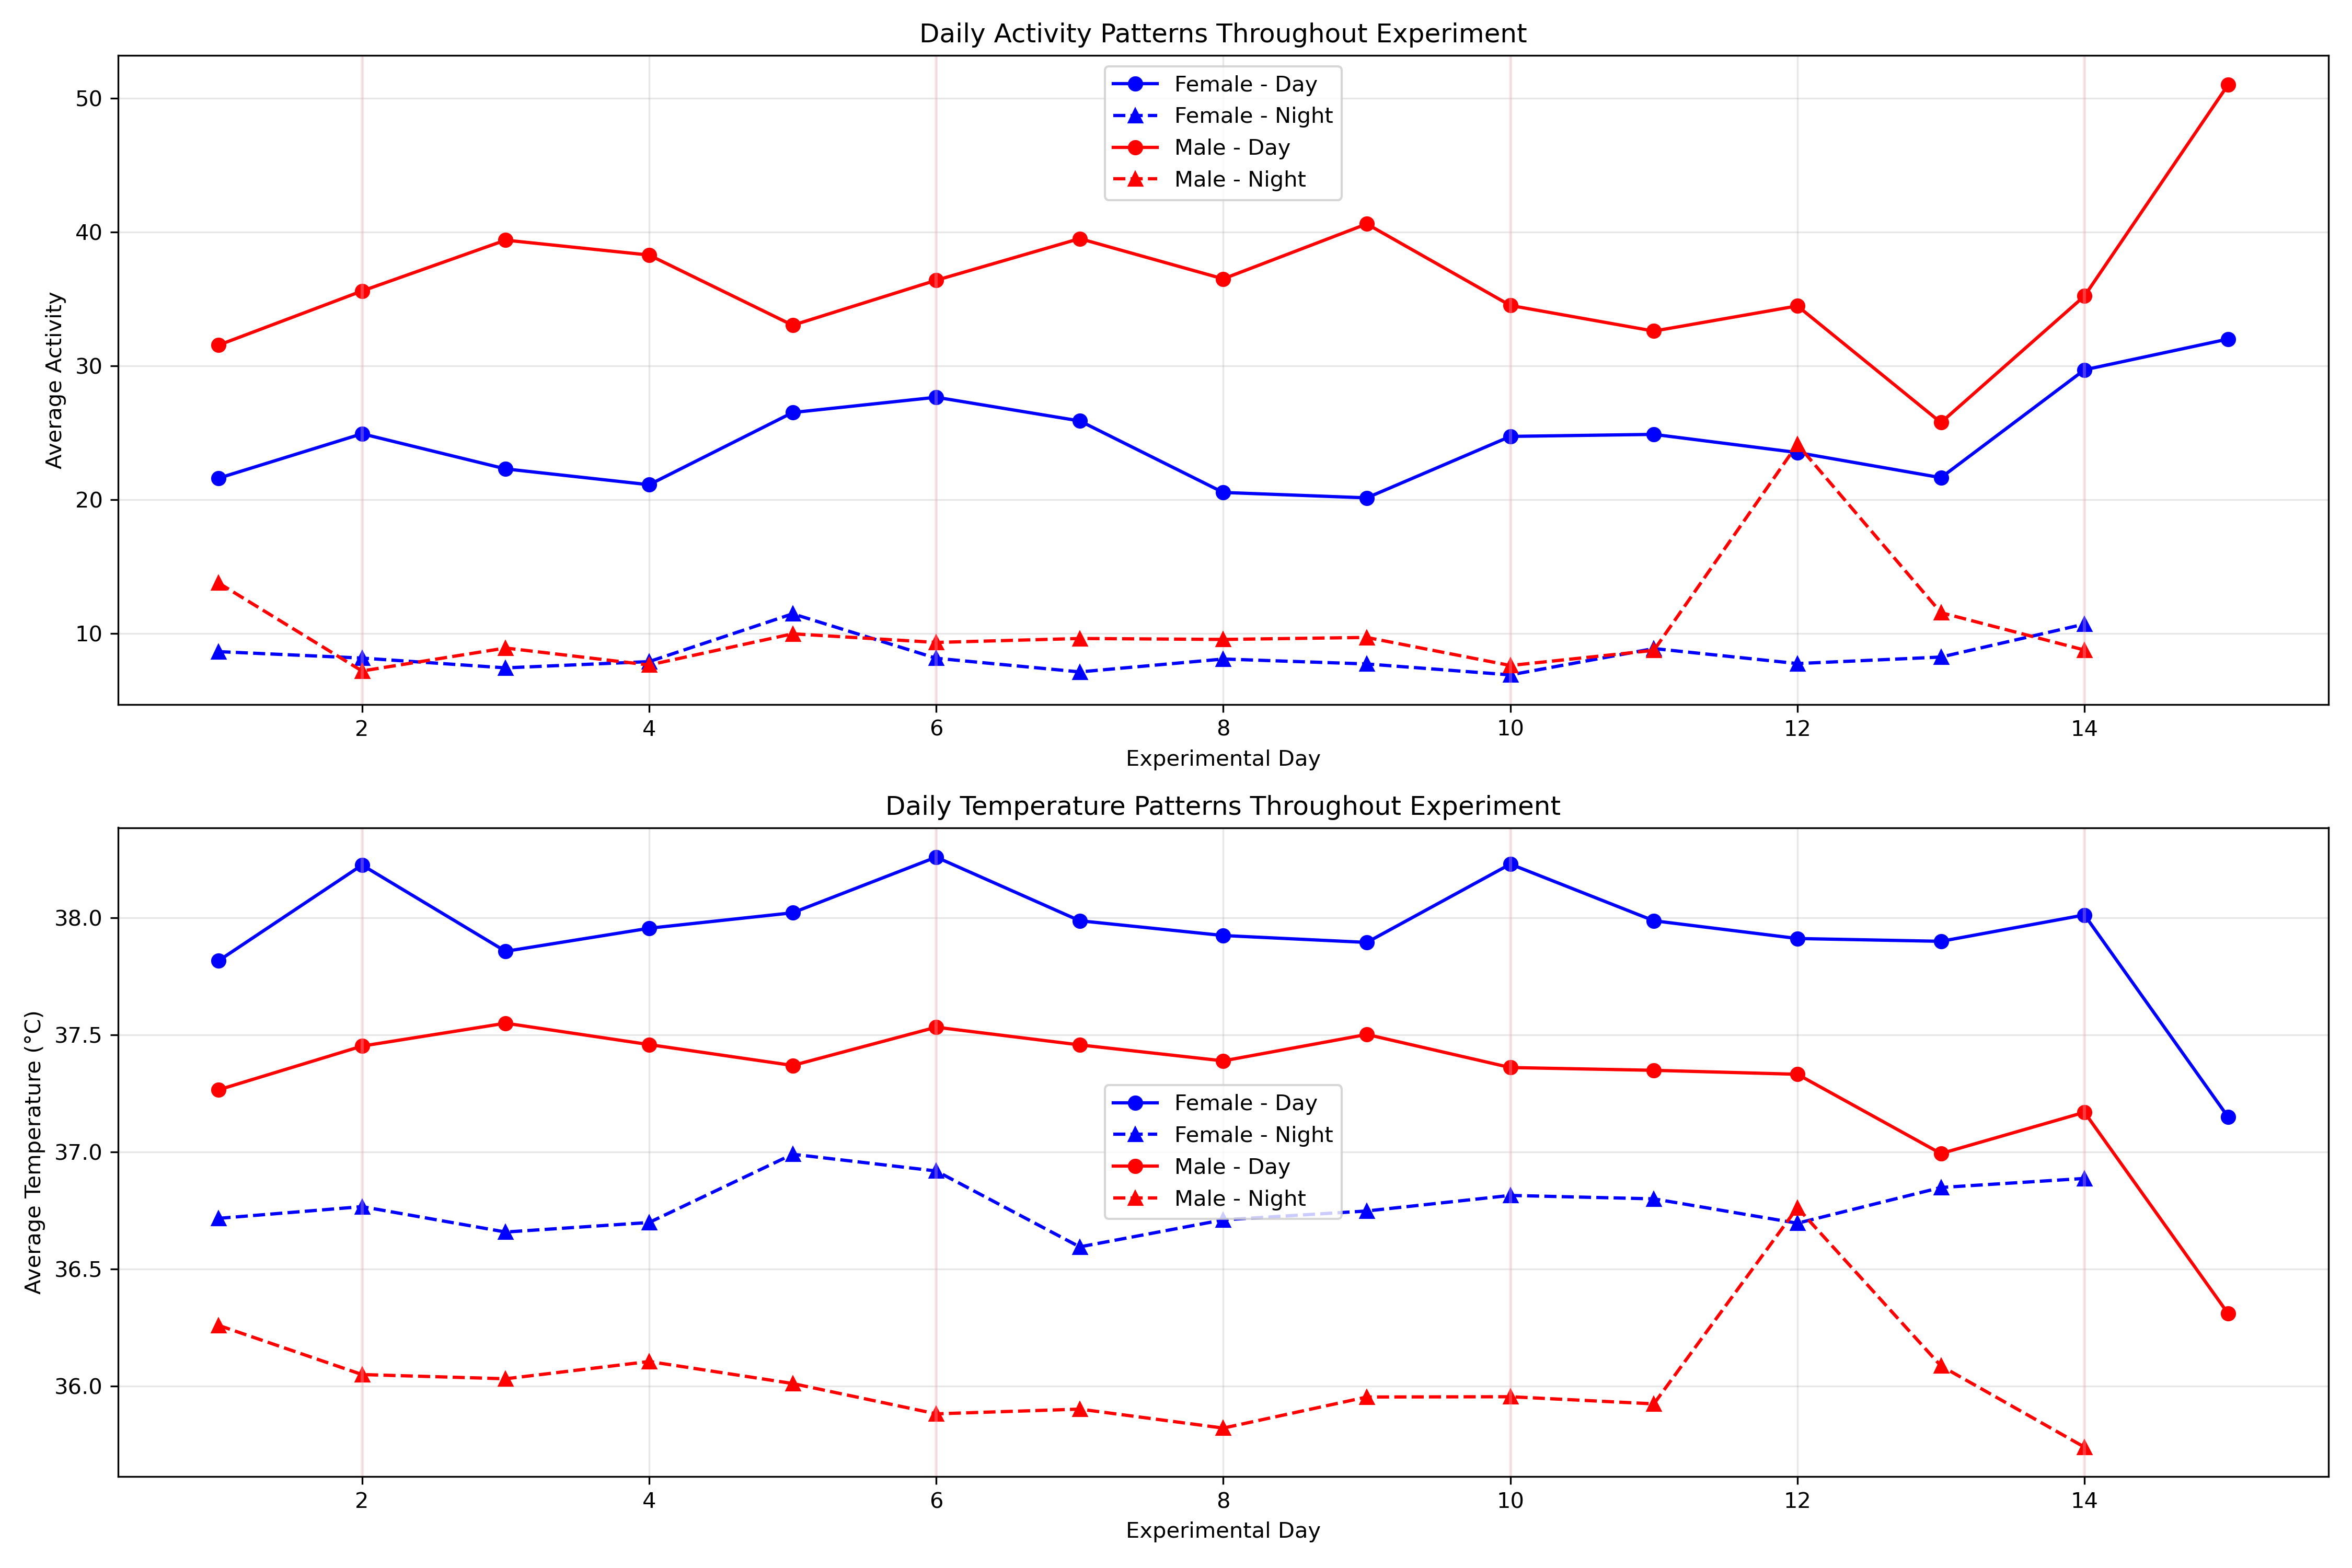 Daily Activity Patterns Throughout Experiment
Female - Day
Female - Night
Male - Day
Male - Night
50
40
30
20
10
Average Activity
2 4 6 8 10 12 14
Experimental Day
Daily Temperature Patterns Throughout Experiment
38.0
37.5
37.0
36.5
36.0
Average Temperature (°C)
Female - Day
Female - Night
Male - Day
Male - Night
2 4 6 8 10 12 14
Experimental Day